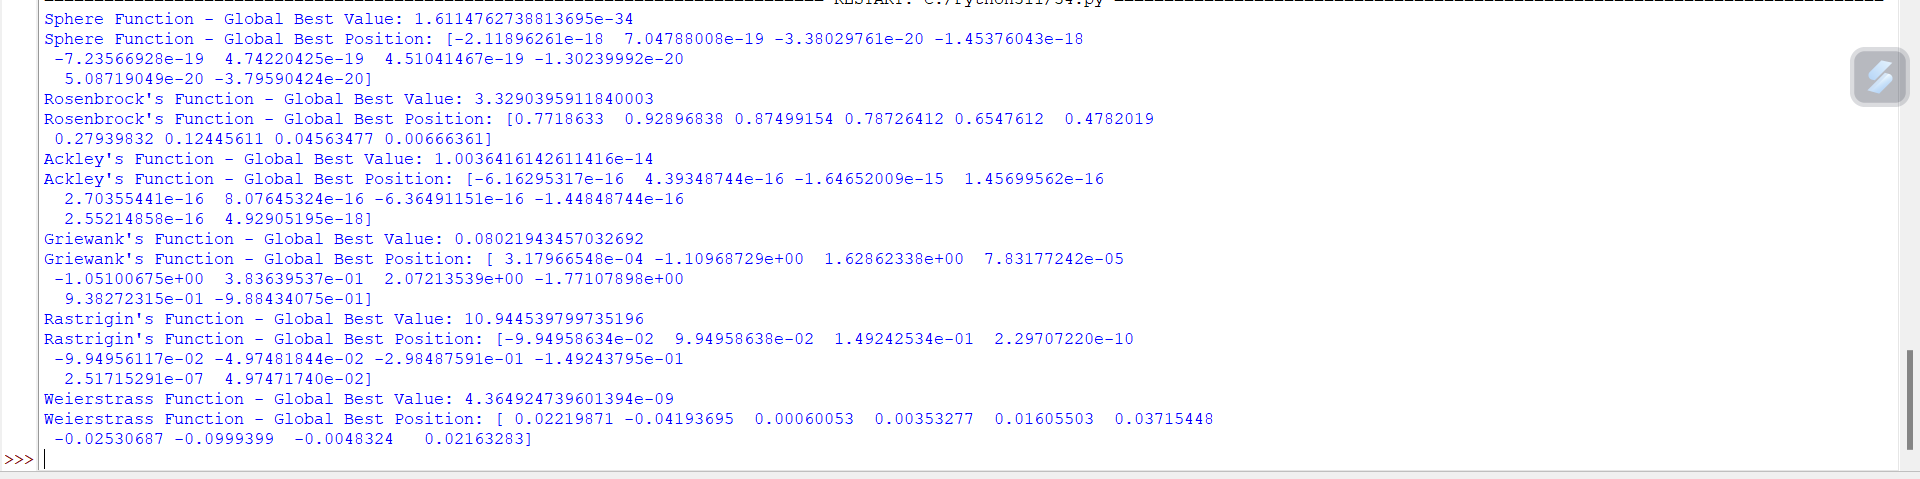 RESTART: C:/Python311/34.py
Sphere Function - Global Best Value: 1.6114762738813695e-34
Sphere Function - Global Best Position: [-2.11896261e-18  7.04788008e-19 -3.38029761e-20 -1.45376043e-18
 -7.23566928e-19  4.74220425e-19  4.51041467e-19 -1.30239992e-20
  5.08719049e-20 -3.79590424e-20]
Rosenbrock's Function - Global Best Value: 3.3290395911840003
Rosenbrock's Function - Global Best Position: [0.7718633  0.92896838 0.87499154 0.78726412 0.6547612  0.4782019
 0.27939832 0.12445611 0.04563477 0.00666361]
Ackley's Function - Global Best Value: 1.0036416142611416e-14
Ackley's Function - Global Best Position: [-6.16295317e-16  4.39348744e-16 -1.64652009e-15  1.45699562e-16
  2.70355441e-16  8.07645324e-16 -6.36491151e-16 -1.44848744e-16
  2.55214858e-16  4.92905195e-18]
Griewank's Function - Global Best Value: 0.08021943457032692
Griewank's Function - Global Best Position: [ 3.17966548e-04 -1.10968729e+00  1.62862338e+00  7.83177242e-05
 -1.05100675e+00  3.83639537e-01  2.07213539e+00 -1.77107898e+00
  9.38272315e-01 -9.88434075e-01]
Rastrigin's Function - Global Best Value: 10.944539799735196
Rastrigin's Function - Global Best Position: [-9.94958634e-02  9.94958638e-02  1.49242534e-01  2.29707220e-10
 -9.94956117e-02 -4.97481844e-02 -2.98487591e-01 -1.49243795e-01
  2.51715291e-07  4.97471740e-02]
Weierstrass Function - Global Best Value: 4.364924739601394e-09
Weierstrass Function - Global Best Position: [ 0.02219871 -0.04193695  0.00060053  0.00353277  0.01605503  0.03715448
 -0.02530687 -0.0999399  -0.0048324   0.02163283]
>>>